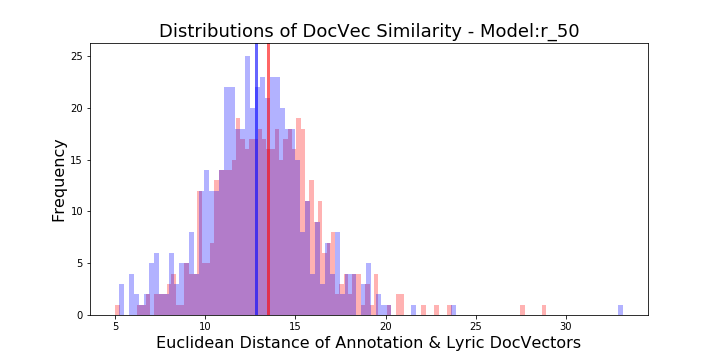 Distributions of DocVec Similarity - Model:r_50
25
20
15
10
5
0
Frequency
5 10 15 20 25 30
Euclidean Distance of Annotation & Lyric DocVectors